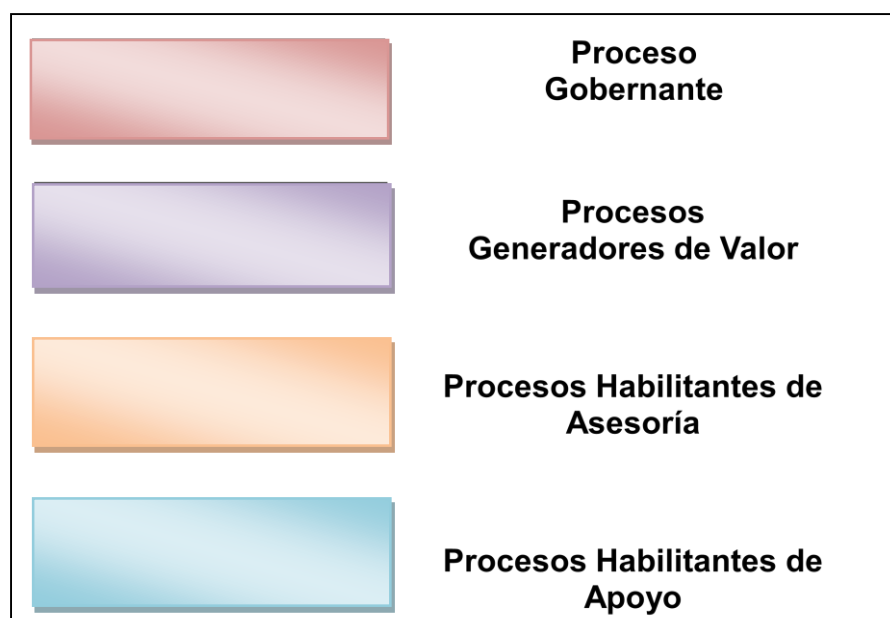 Proceso
Gobernante
Procesos
Generadores de Valor
Procesos Habilitantes de
Asesoría
Procesos Habilitantes de
Apoyo